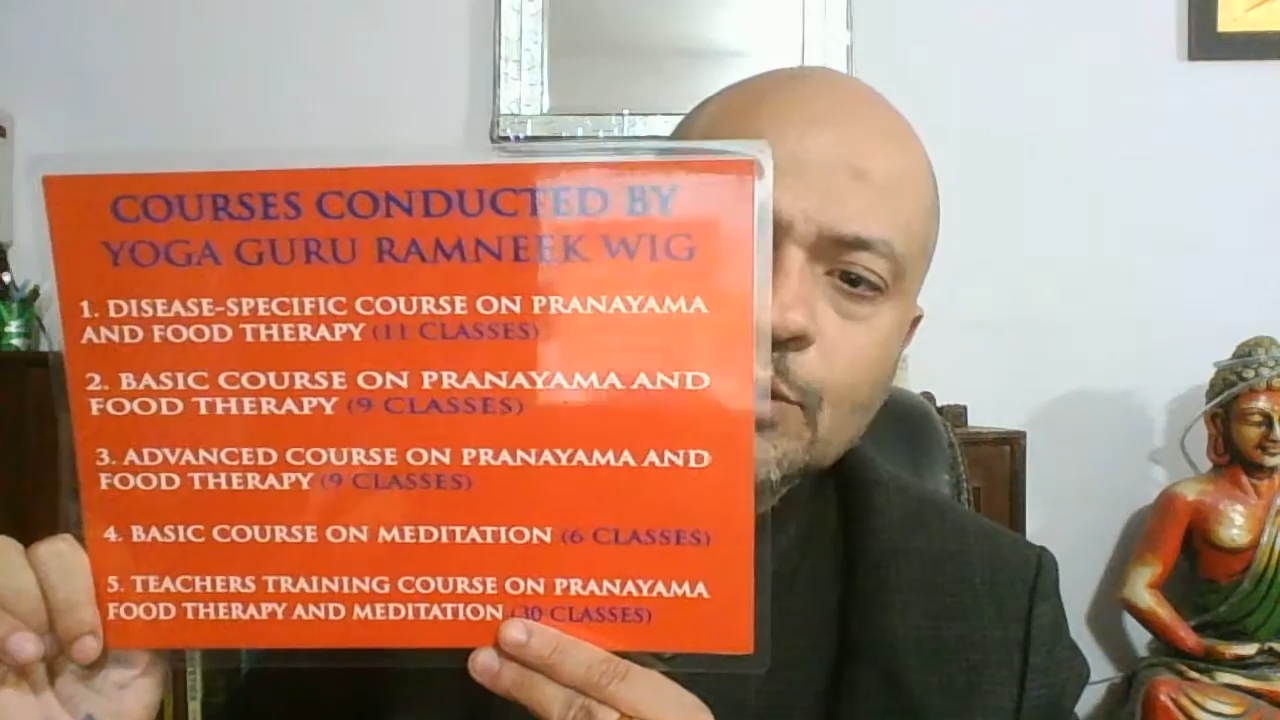 COURSES CONDUCTED BY
YOGA GURU RAMNEEK WIG
1. DISEASE-SPECIFIC COURSE ON PRANAYAMA
AND FOOD THERAPY (11 CLASSES)
2. BASIC COURSE ON PRANAYAMA AND
FOOD THERAPY (9 CLASSES)
3. ADVANCED COURSE ON PRANAYAMA AND
FOOD THERAPY (9 CLASSES)
4. BASIC COURSE ON MEDITATION (6 CLASSES)
5. TEACHERS TRAINING COURSE ON PRANAYAMA
FOOD THERAPY AND MEDITATION (30 CLASSES)